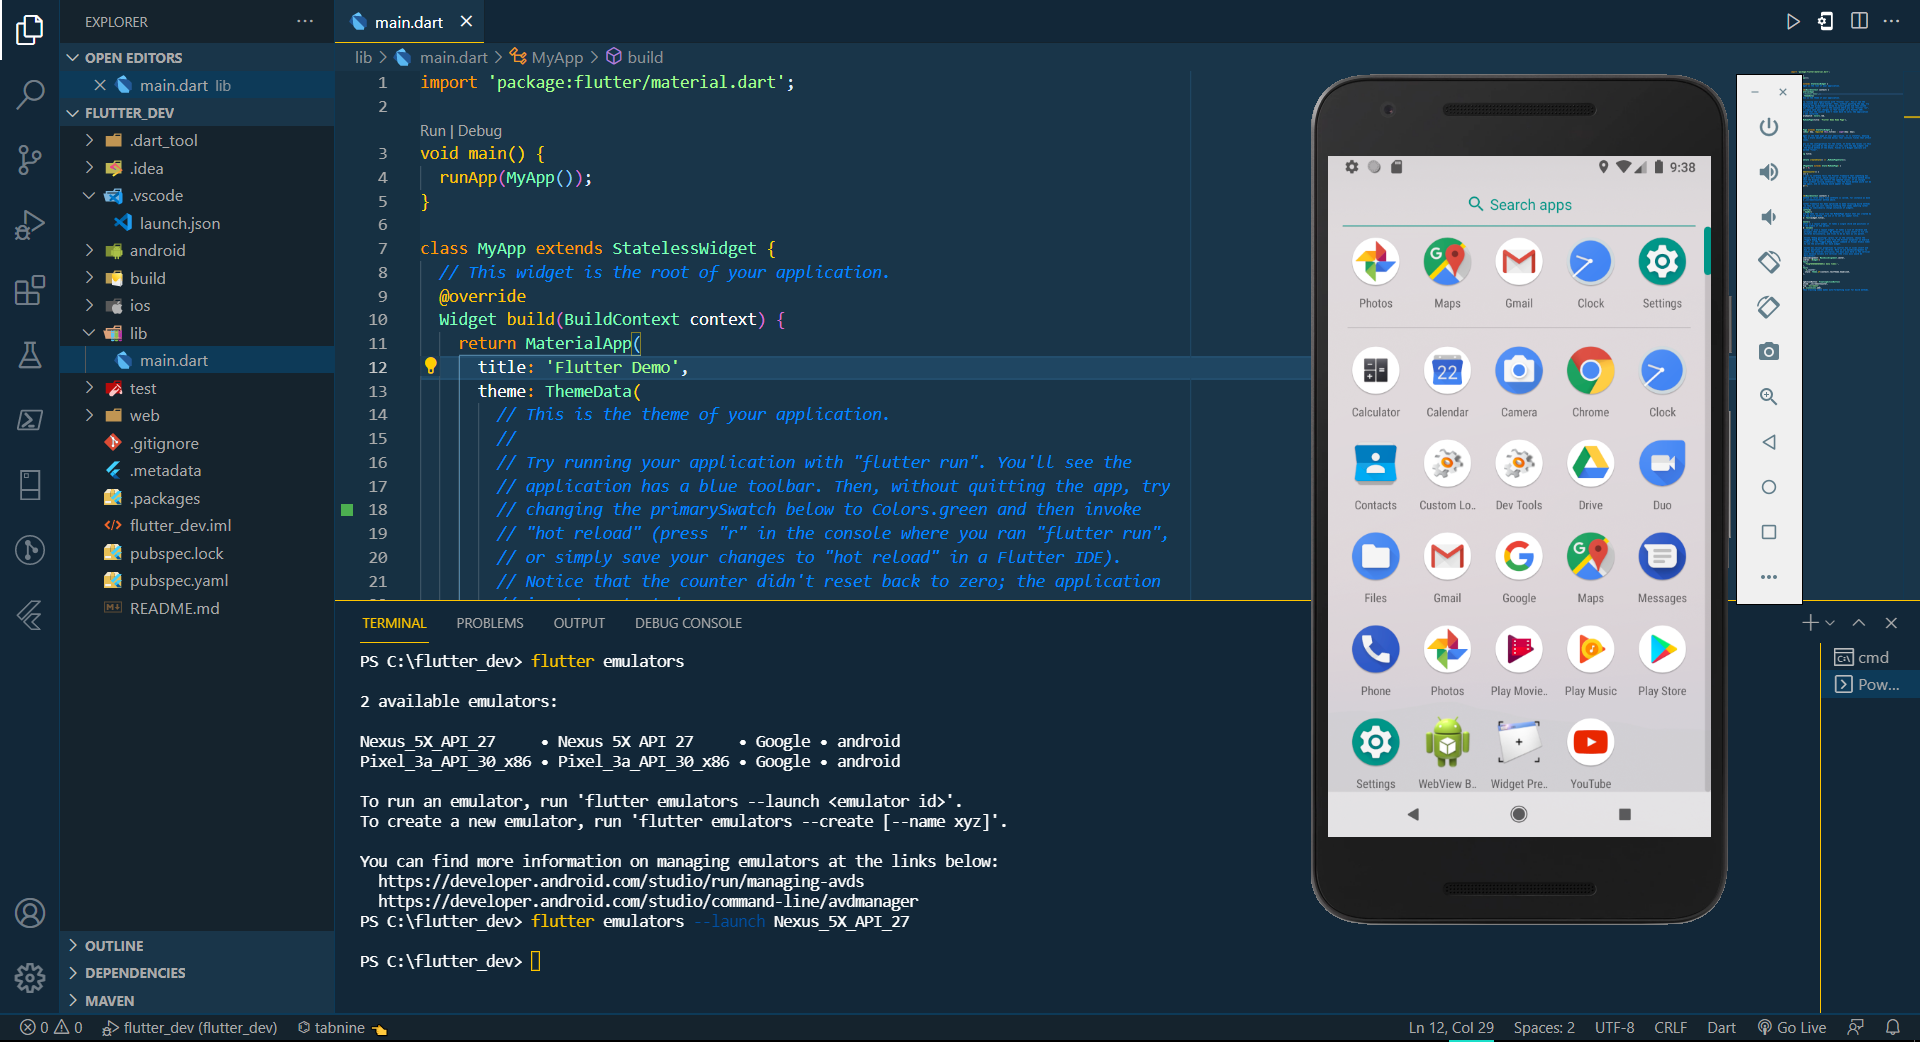 EXPLORER
OPEN EDITORS
main.dart lib
FLUTTER_DEV
.dart_tool
.idea
.vscode
launch.json
android
build
ios
lib
main.dart
test
web
.gitignore
.metadata
.packages
flutter_dev.iml
pubspec.lock
pubspec.yaml
README.md
OUTLINE
DEPENDENCIES
MAVEN
main.dart
lib > main.dart > MyApp > build
1 import 'package:flutter/material.dart';
2
Run | Debug
3 void main() {
4 runApp(MyApp());
5 }
6
7 class MyApp extends StatelessWidget {
8 // This widget is the root of your application.
9 @override
10 Widget build(BuildContext context) {
11 return MaterialApp(
12 title: 'Flutter Demo',
13 theme: ThemeData(
14 // This is the theme of your application.
15 //
16 // Try running your application with "flutter run". You'll see the
17 // application has a blue toolbar. Then, without quitting the app, try
18 // changing the primarySwatch below to Colors.green and then invoke
19 // "hot reload" (press "r" in the console where you ran "flutter run",
20 // or simply save your changes to "hot reload" in a Flutter IDE).
21 // Notice that the counter didn't reset back to zero; the application
TERMINAL PROBLEMS OUTPUT DEBUG CONSOLE
PS C:\flutter_dev> flutter emulators
2 available emulators:
Nexus_5X_API_27 • Nexus 5X API 27 • Google • android
Pixel_3a_API_30_x86 • Pixel_3a_API_30_x86 • Google • android
To run an emulator, run 'flutter emulators --launch <emulator id>'.
To create a new emulator, run 'flutter emulators --create [--name xyz]'.
You can find more information on managing emulators at the links below:
https://developer.android.com/studio/run/managing-avds
https://developer.android.com/studio/command-line/avdmanager
PS C:\flutter_dev> flutter emulators --launch Nexus_5X_API_27
PS C:\flutter_dev>
cmd
Pow...
9:38
Search apps
Photos Maps Gmail Clock Settings
22
Calculator Calendar Camera Chrome Clock
Contacts Custom Lo.. Dev Tools Drive Duo
Files Gmail Google Maps Messages
Phone Photos Play Movie.. Play Music Play Store
Settings WebView B.. Widget Pre.. YouTube
0 0 flutter_dev (flutter_dev) tabnine
Ln 12, Col 29 Spaces: 2 UTF-8 CRLF Dart Go Live